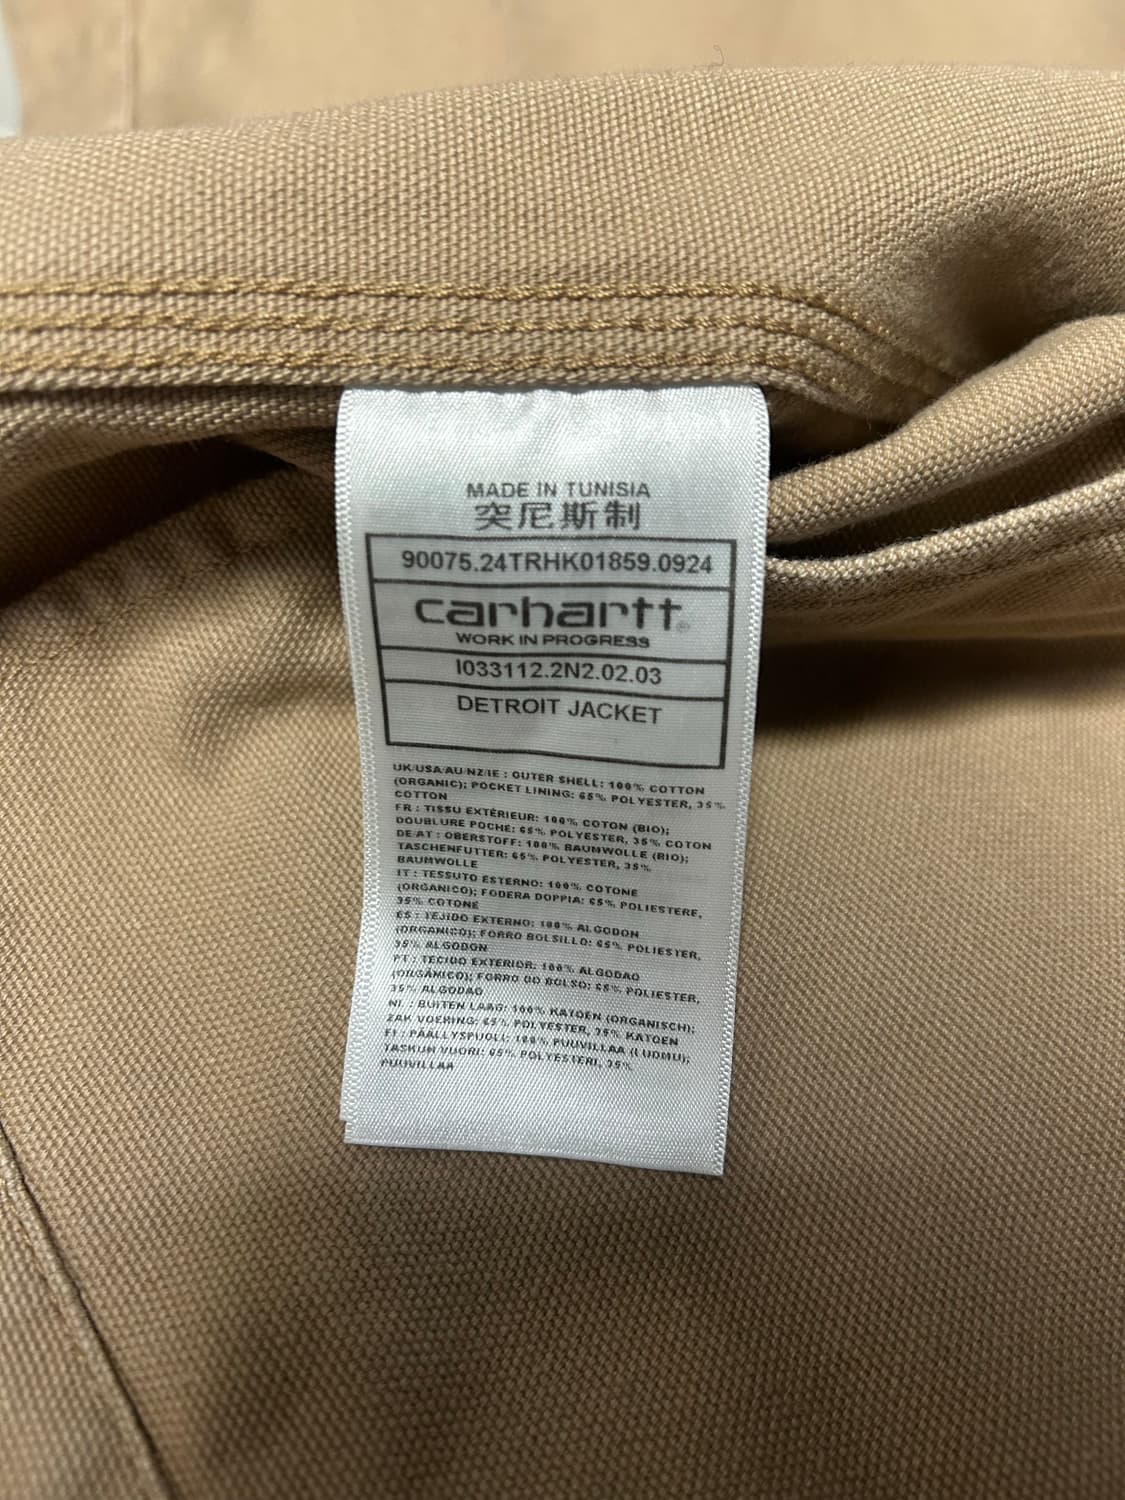 MADE IN TUNISIA
突尼斯制
90075.24TRHK01859.0924
carhartt®
WORK IN PROGRESS
I033112.2N2.02.03
DETROIT JACKET
UK/USA/AU/NZ/IE : OUTER SHELL: 100% COTTON
(ORGANIC); POCKET LINING: 65% POLYESTER, 35%
COTTON
FR : TISSU EXTÉRIEUR: 100% COTON (BIO);
DOUBLURE POCHE: 65% POLYESTER, 35% COTON
DE/AT : OBERSTOFF: 100% BAUMWOLLE (BIO);
TASCHENFUTTER: 65% POLYESTER, 35%
BAUMWOLLE
IT : TESSUTO ESTERNO: 100% COTONE
(ORGANICO); FODERA DOPPIA: 65% POLIESTERE,
35% COTONE
ES : TEJIDO EXTERNO: 100% ALGODON
(ORGANICO); FORRO BOLSILLO: 65% POLIESTER,
35% ALGODON
PT : TECIDO EXTERIOR: 100% ALGODAO
(ORGÂNICO); FORRO DO BOLSO: 65% POLIESTER,
35% ALGODAO
NL : BUITEN LAAG: 100% KATOEN (ORGANISCH);
ZAK VOERING: 65% POLYESTER, 35% KATOEN
FI : PÄÄLLYSPUOLI: 100% PUUVILLAA (LUOMU);
TASKUN VUORI: 65% POLYESTERI, 35%
PUUVILLAA